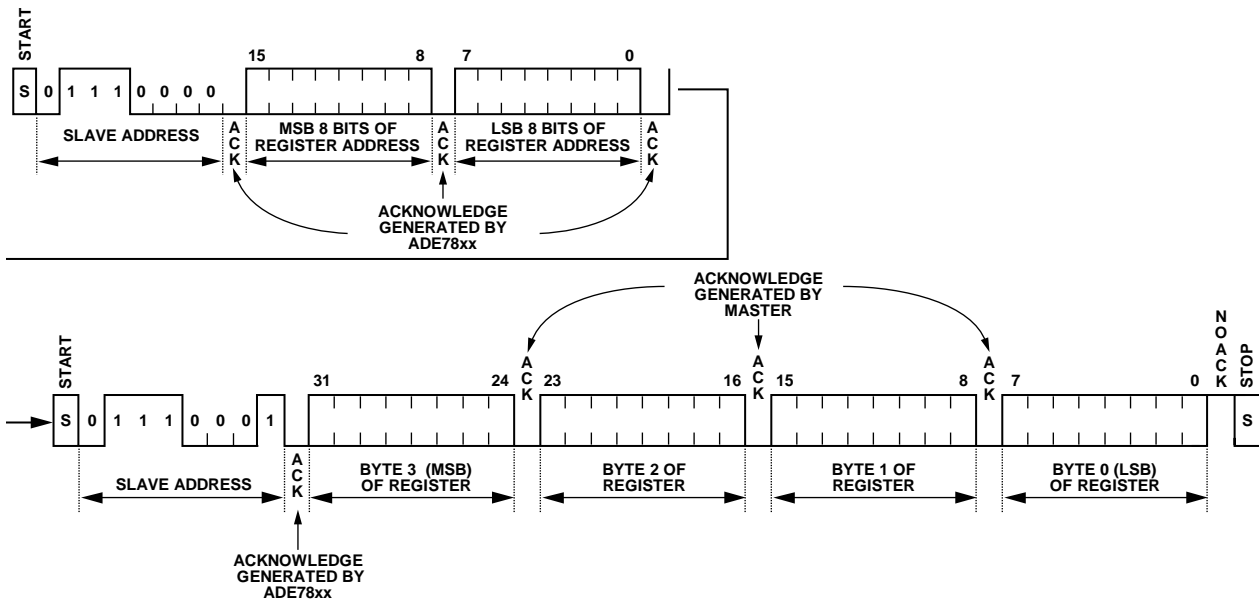 START
15 8 7 0
S 0 1 1 1 0 0 0 0
SLAVE ADDRESS
ACK
MSB 8 BITS OF
REGISTER ADDRESS
ACK
LSB 8 BITS OF
REGISTER ADDRESS
ACK
ACKNOWLEDGE
GENERATED BY
ADE78xx
ACKNOWLEDGE
GENERATED BY
MASTER
START
31 24
ACK
23 16
ACK
15 8
ACK
7 0
NO ACK
STOP
S 0 1 1 1 0 0 0 1
S
SLAVE ADDRESS
ACK
BYTE 3 (MSB)
OF REGISTER
BYTE 2 OF
REGISTER
BYTE 1 OF
REGISTER
BYTE 0 (LSB)
OF REGISTER
ACKNOWLEDGE
GENERATED BY
ADE78xx